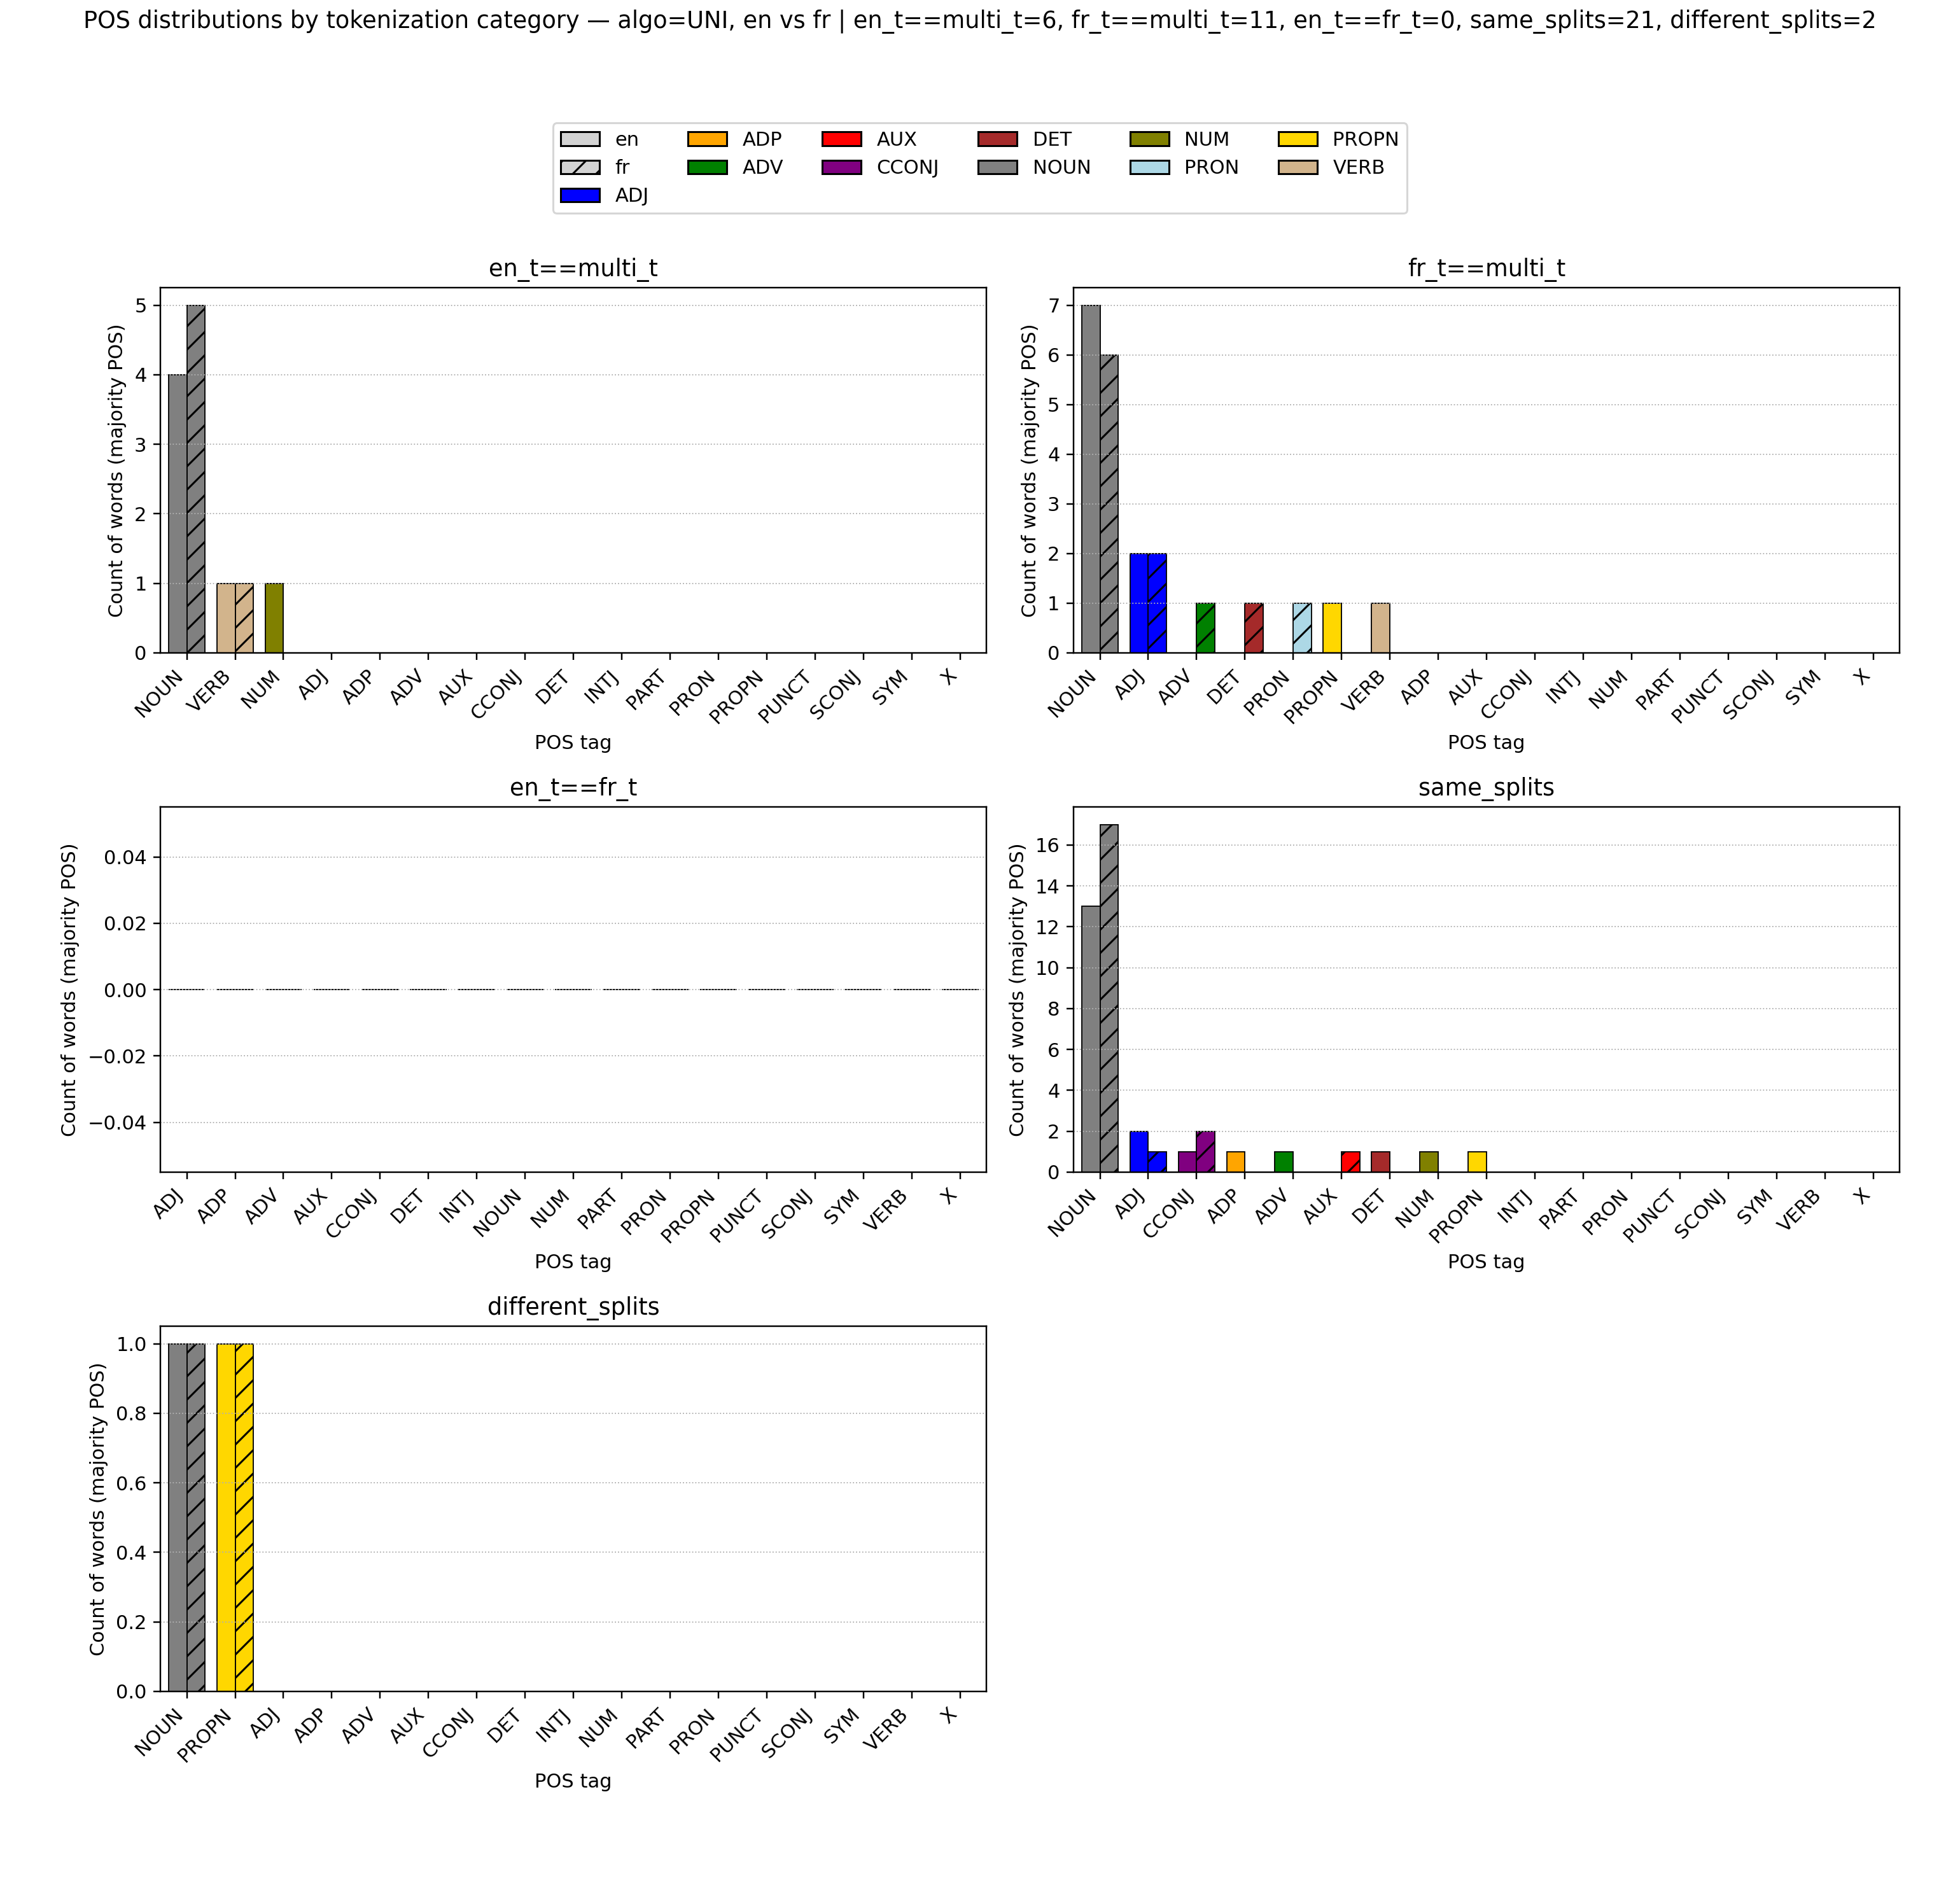 POS distributions by tokenization category — algo=UNI, en vs fr | en_t==multi_t=6, fr_t==multi_t=11, en_t==fr_t=0, same_splits=21, different_splits=2
en ADP AUX DET NUM PROPN
fr ADV CCONJ NOUN PRON VERB
ADJ
en_t==multi_t
Count of words (majority POS)
5
4
3
2
1
0
NOUN VERB NUM ADJ ADP ADV AUX CCONJ DET INTJ PART PRON PROPN PUNCT SCONJ SYM X
POS tag
fr_t==multi_t
Count of words (majority POS)
7
6
5
4
3
2
1
0
NOUN ADJ ADV DET PRON PROPN VERB ADP AUX CCONJ INTJ NUM PART PUNCT SCONJ SYM X
POS tag
en_t==fr_t
Count of words (majority POS)
0.04
0.02
0.00
−0.02
−0.04
ADJ ADP ADV AUX CCONJ DET INTJ NOUN NUM PART PRON PROPN PUNCT SCONJ SYM VERB X
POS tag
same_splits
Count of words (majority POS)
16
14
12
10
8
6
4
2
0
NOUN ADJ CCONJ ADP ADV AUX DET NUM PROPN INTJ PART PRON PUNCT SCONJ SYM VERB X
POS tag
different_splits
Count of words (majority POS)
1.0
0.8
0.6
0.4
0.2
0.0
NOUN PROPN ADJ ADP ADV AUX CCONJ DET INTJ NUM PART PRON PUNCT SCONJ SYM VERB X
POS tag